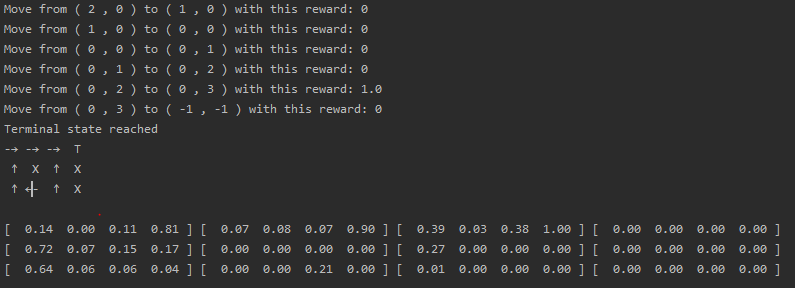 Move from ( 2 , 0 ) to ( 1 , 0 ) with this reward: 0
Move from ( 1 , 0 ) to ( 0 , 0 ) with this reward: 0
Move from ( 0 , 0 ) to ( 0 , 1 ) with this reward: 0
Move from ( 0 , 1 ) to ( 0 , 2 ) with this reward: 0
Move from ( 0 , 2 ) to ( 0 , 3 ) with this reward: 1.0
Move from ( 0 , 3 ) to ( -1 , -1 ) with this reward: 0
Terminal state reached
→ → → T
↑ X ↑ X
↑ ← ↑ X
[ 0.14 0.00 0.11 0.81 ] [ 0.07 0.08 0.07 0.90 ] [ 0.39 0.03 0.38 1.00 ] [ 0.00 0.00 0.00 0.00 ]
[ 0.72 0.07 0.15 0.17 ] [ 0.00 0.00 0.00 0.00 ] [ 0.27 0.00 0.00 0.00 ] [ 0.00 0.00 0.00 0.00 ]
[ 0.64 0.06 0.06 0.04 ] [ 0.00 0.00 0.21 0.00 ] [ 0.01 0.00 0.00 0.00 ] [ 0.00 0.00 0.00 0.00 ]